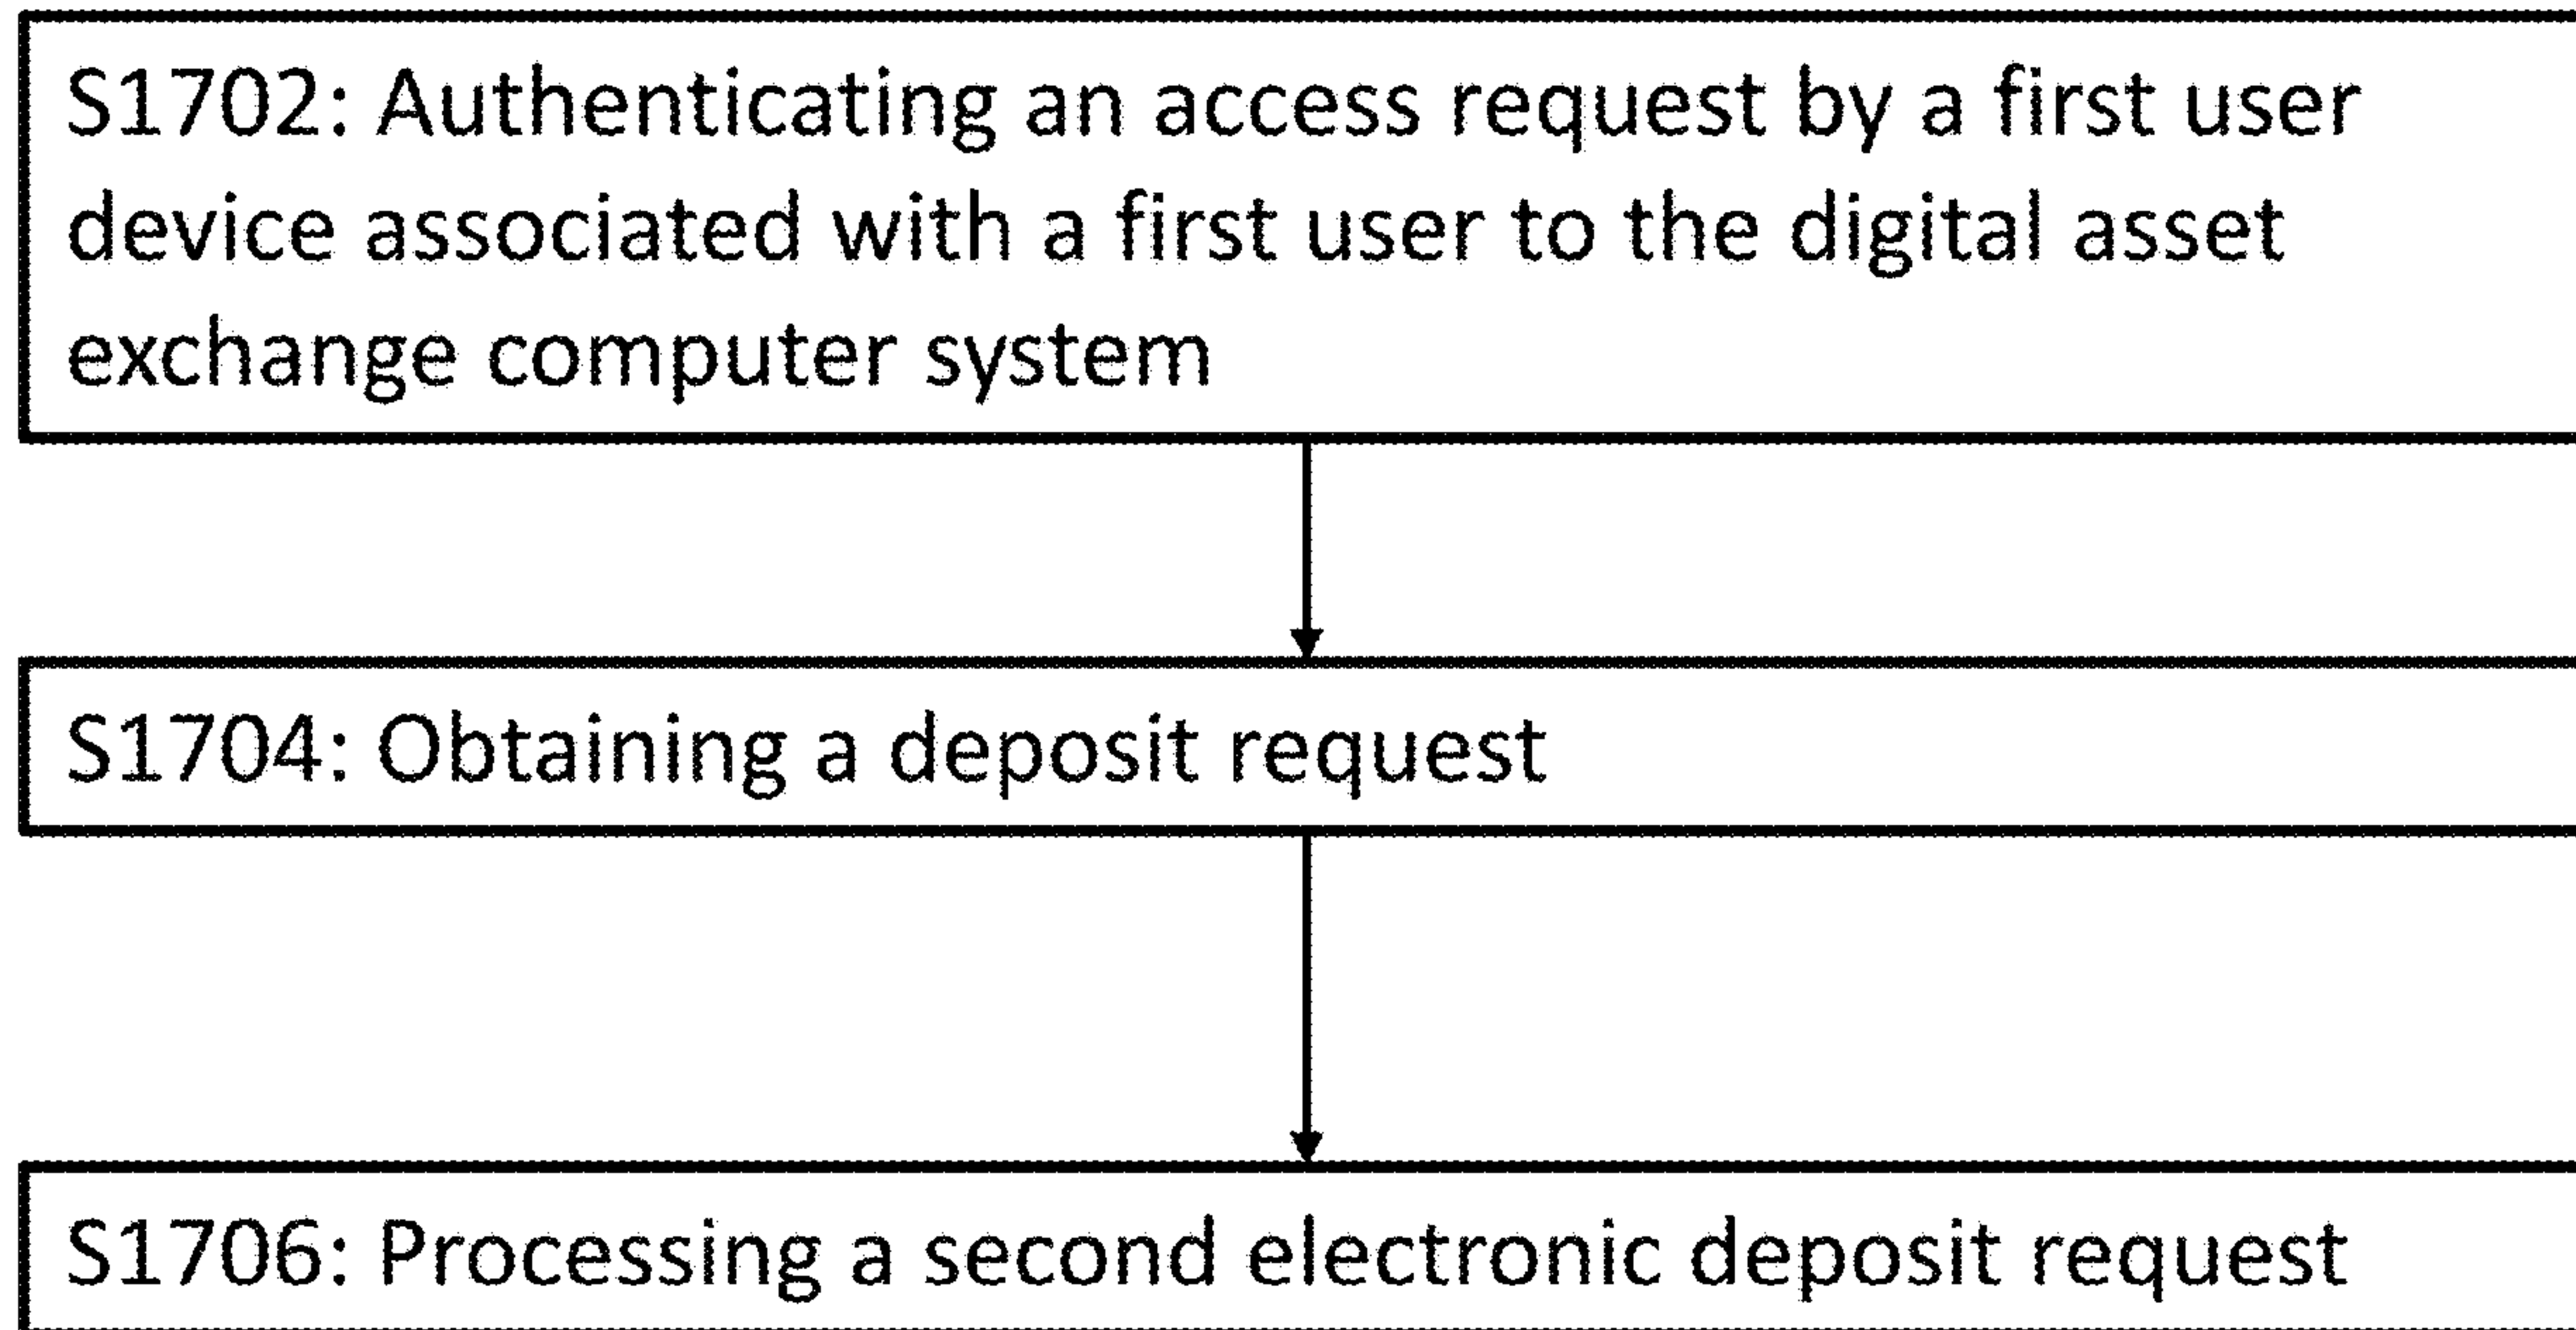 S1702: Authenticating an access request by a first user
device associated with a first user to the digital asset
exchange computer system
S1704: Obtaining a deposit request
S1706: Processing a second electronic deposit request